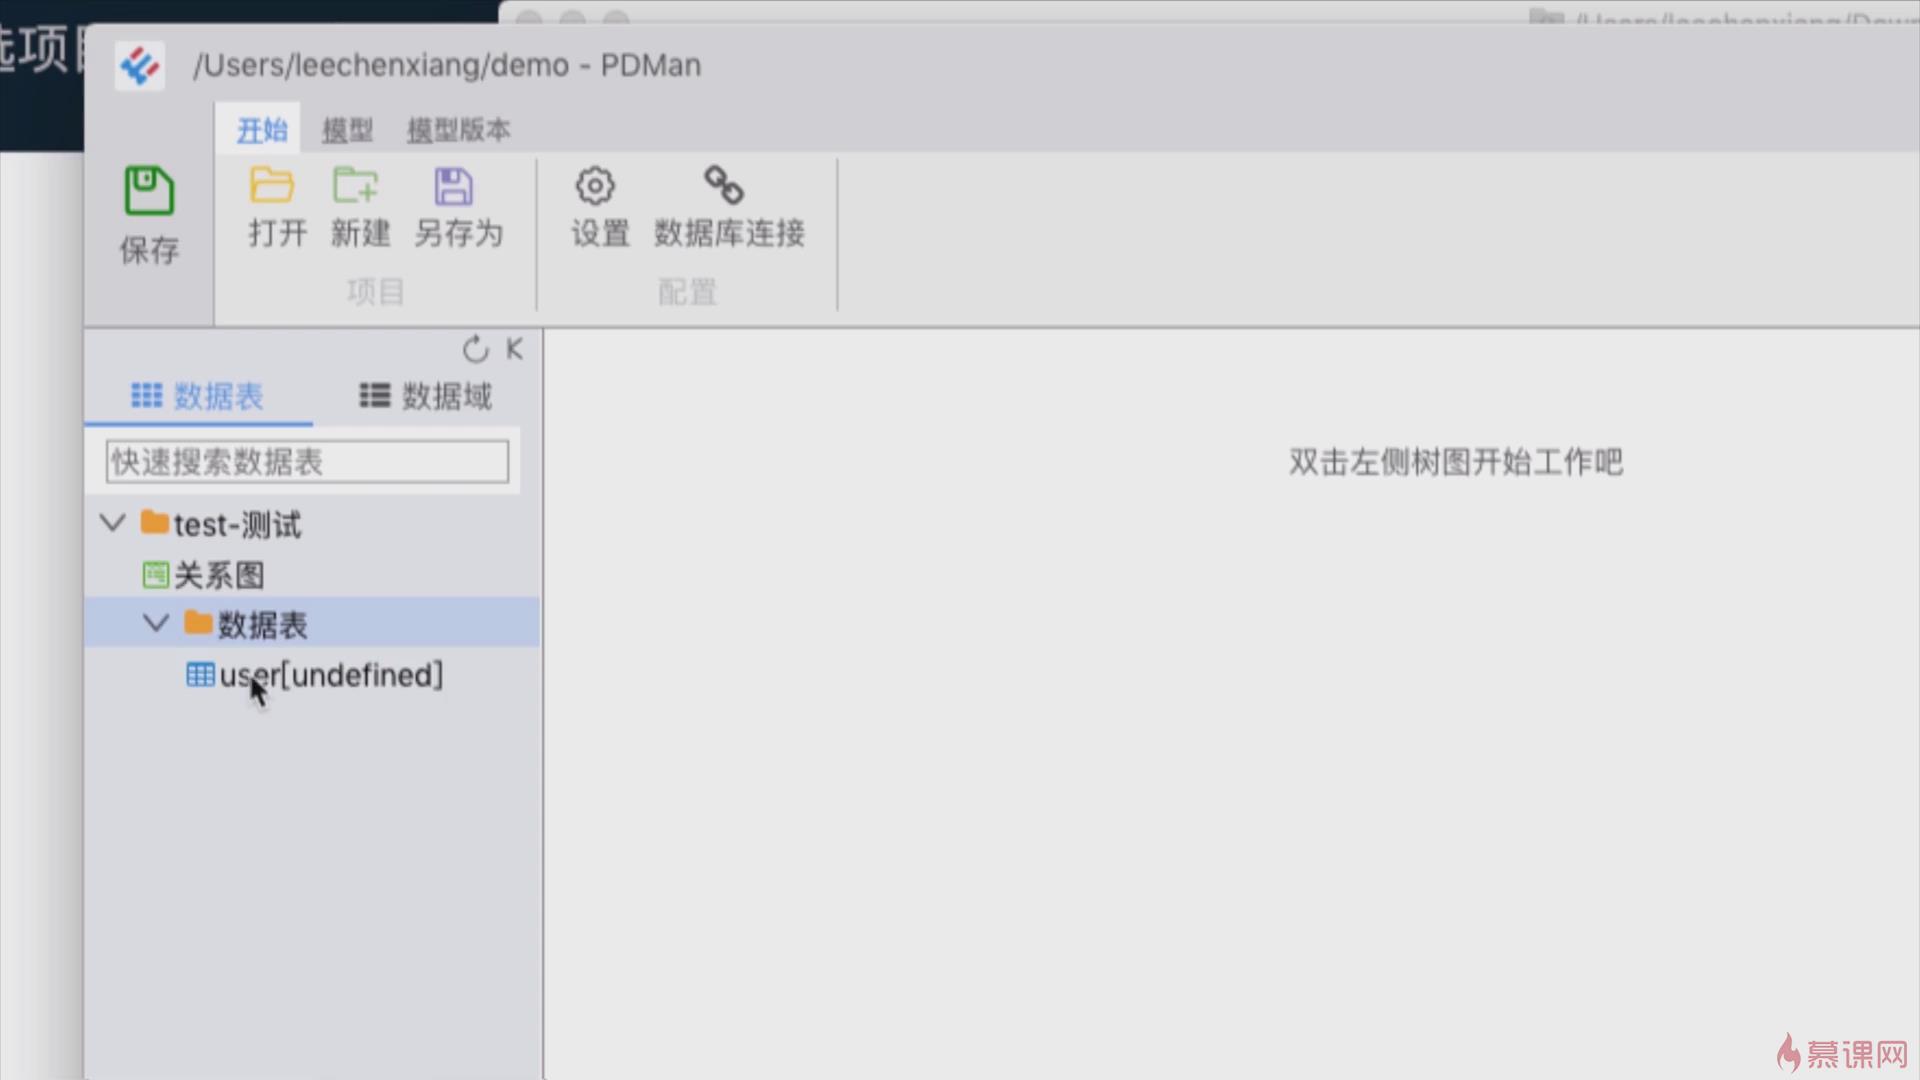 选项目
/Users/leechenxiang/demo - PDMan
开始 模型 模型版本
保存
打开 新建 另存为
设置 数据库连接
项目
配置
数据表 数据域
快速搜索数据表
双击左侧树图开始工作吧
test-测试
关系图
数据表
user[undefined]
慕课网